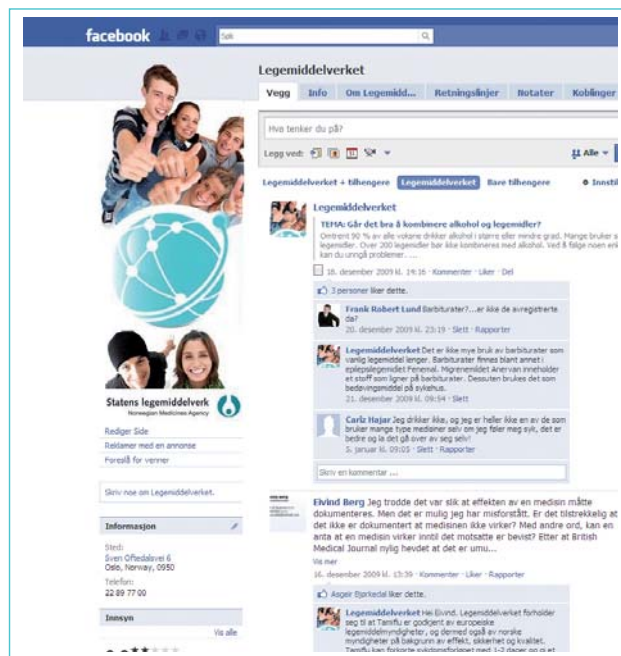 facebook
Søk
Legemiddelverket
Vegg Info Om Legemidd... Retningslinjer Notater Koblinger
Hva tenker du på?
Legg ved:
Alle
Legemiddelverket + tilhengere Legemiddelverket Bare tilhengere Innstil
Legemiddelverket
TEMA: Går det bra å kombinere alkohol og legemidler?
Omtrent 90 % av alle voksne drikker alkohol i større eller mindre grad. Mange bruker s
legemidler. Over 200 legemidler bør ikke kombineres med alkohol. Ved å følge noen enk
kan du unngå problemer. ...
18. desember 2009 kl. 14:16 · Kommenter · Liker · Del
3 personer liker dette.
Frank Robert Lund Barbiturater?...er ikke de avregistrerte
da?
20. desember 2009 kl. 23:19 · Slett · Rapporter
Legemiddelverket Det er ikke mye bruk av barbiturater som
vanlig legemiddel lenger. Barbiturater finnes blant annet i
epilepsilegemidlet Fenemal. Migrenemidlet Anervan inneholder
et stoff som ligner på barbiturater. Dessuten brukes det som
bedøvingsmiddel på sykehus.
21. desember 2009 kl. 09:54 · Slett
Cariz Hajar Jeg drikker ikke, og jeg er heller ikke en av de som
bruker mange type medisiner selv om jeg føler meg syk, det er
bedre og la det gå over av seg selv!
5. januar kl. 09:05 · Slett · Rapporter
Skriv en kommentar ...
Eivind Berg Jeg trodde det var slik at effekten av en medisin måtte
dokumenteres. Men det er mulig jeg har misforstått. Er det tilstrekkelig at
det ikke er dokumentert at medisinen ikke virker? Med andre ord, kan en
anta at en medisin virker inntil det motsatte er bevist? Etter at British
Medical Journal nylig hevdet at det er umu...
Vis mer
16. desember 2009 kl. 13:39 · Kommenter · Liker · Rapporter
Asgeir Bjørkedal liker dette.
Legemiddelverket Hei Eivind. Legemiddelverket forholder
seg til at Tamiflu er godkjent av europeiske
legemiddelmyndigheter, og dermed også av norske
myndigheter på bakgrunn av effekt, sikkerhet og kvalitet.
Tamiflu kan forkorte sykdomsforløpet med 1-2 dager og gi et
Statens legemiddelverk
Norwegian Medicines Agency
Rediger Side
Reklamer med en annonse
Foreslå for venner
Skriv noe om Legemiddelverket.
Informasjon
Sted:
Sven Oftedalsvei 6
Oslo, Norway, 0950
Telefon:
22 89 77 00
Innsyn
Vis alle